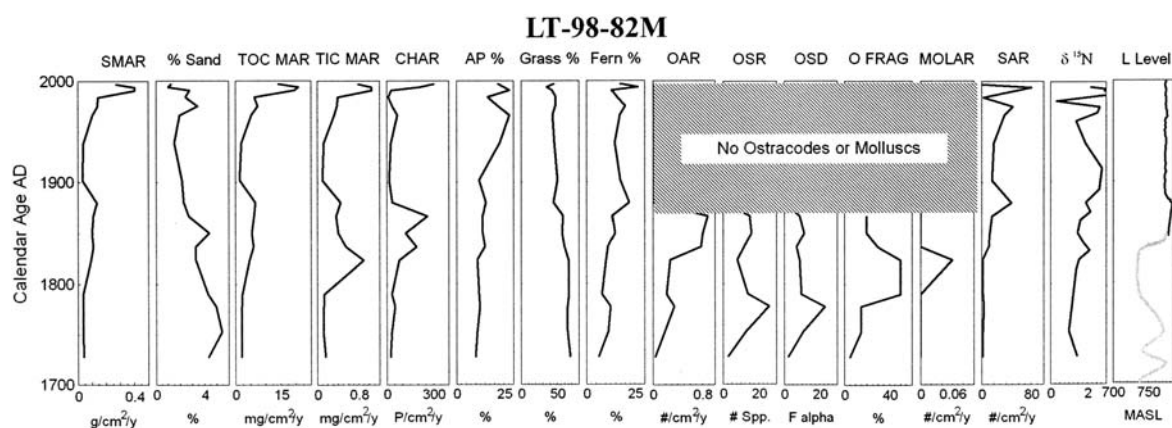 LT-98-82M
SMAR % Sand TOC MAR TIC MAR CHAR AP % Grass % Fern % OAR OSR OSD O FRAG MOLAR SAR δ ¹⁵N L Level
2000
1900
1800
1700
Calendar Age AD
No Ostracodes or Molluscs
0 0.4 0 4 0 15 0 0.8 0 300 0 25 0 50 0 25 0 0.8 0 20 0 20 0 40 0 0.06 0 80 0 2 700 750
g/cm²/y % mg/cm²/y mg/cm²/y P/cm²/y % % % #/cm²/y # Spp. F alpha % #/cm²/y #/cm²/y MASL